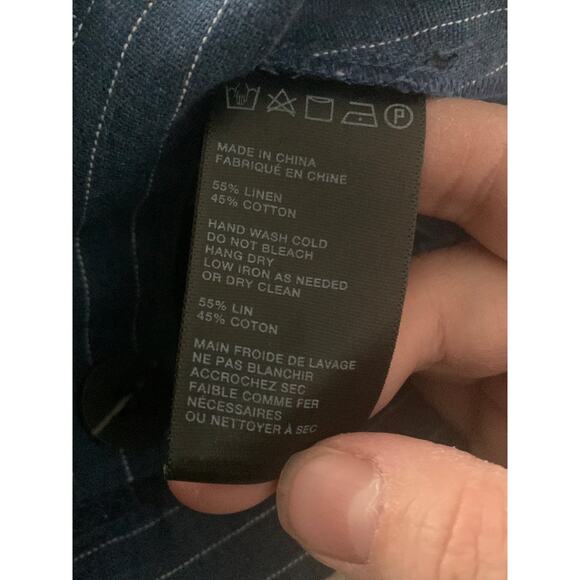 P
MADE IN CHINA
FABRIQUÉ EN CHINE
55% LINEN
45% COTTON
HAND WASH COLD
DO NOT BLEACH
HANG DRY
LOW IRON AS NEEDED
OR DRY CLEAN
55% LIN
45% COTON
MAIN FROIDE DE LAVAGE
NE PAS BLANCHIR
ACCROCHEZ SEC
FAIBLE COMME FER
NÉCESSAIRES
OU NETTOYER À SEC